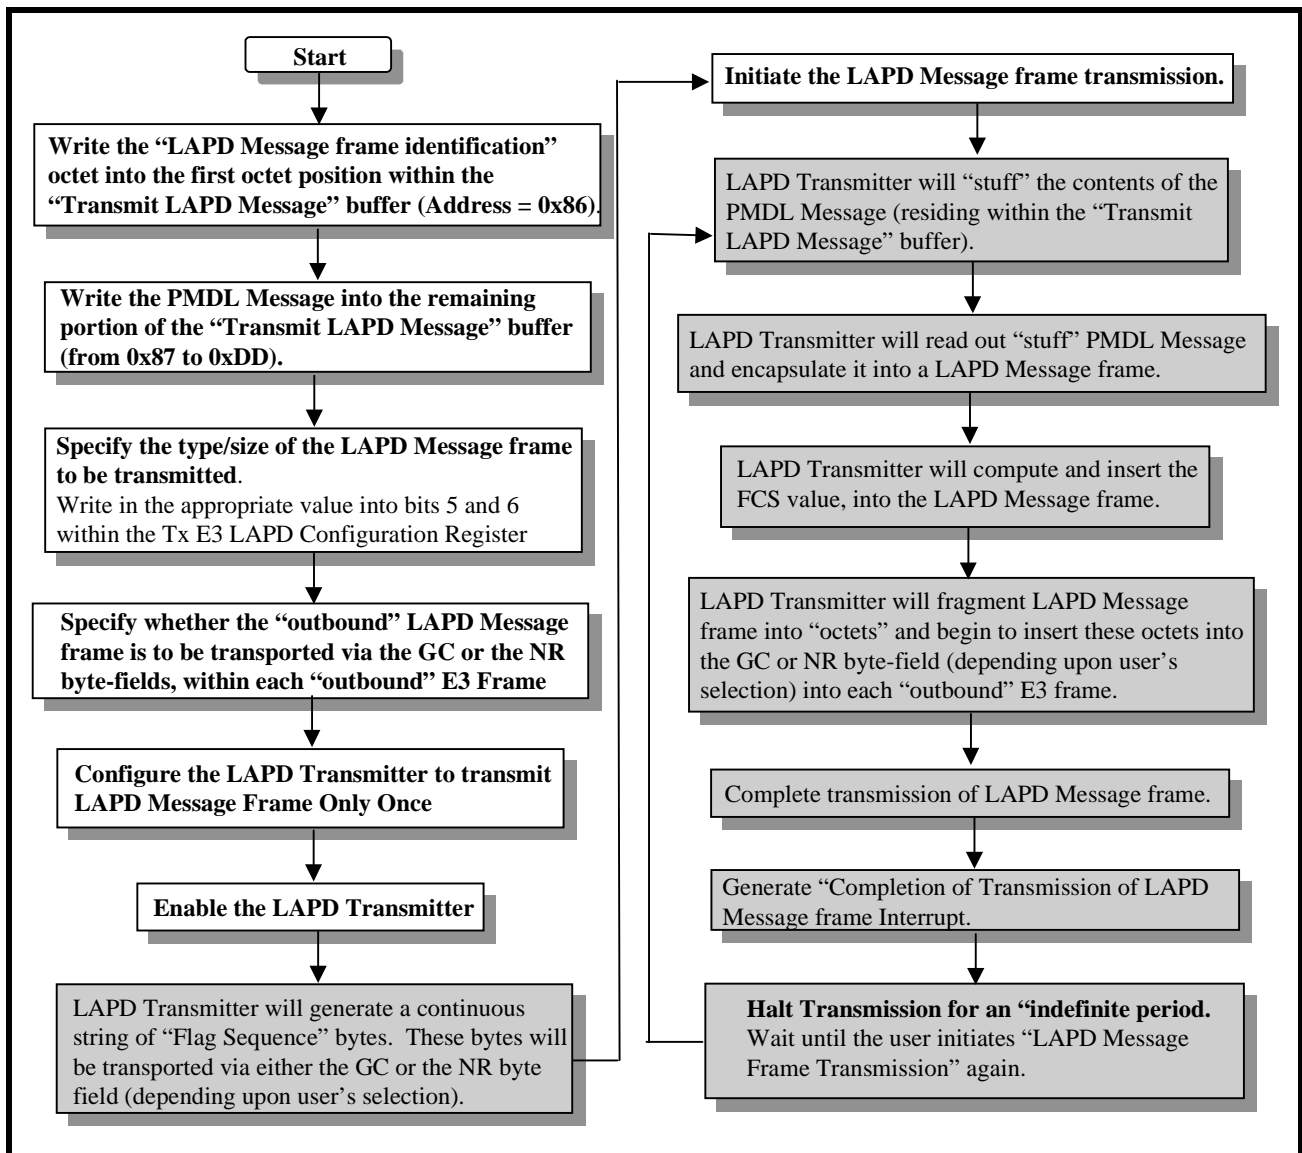 Start
Write the “LAPD Message frame identification”
octet into the first octet position within the
“Transmit LAPD Message” buffer (Address = 0x86).
Write the PMDL Message into the remaining
portion of the “Transmit LAPD Message” buffer
(from 0x87 to 0xDD).
Specify the type/size of the LAPD Message frame
to be transmitted.
Write in the appropriate value into bits 5 and 6
within the Tx E3 LAPD Configuration Register
Specify whether the “outbound” LAPD Message
frame is to be transported via the GC or the NR
byte-fields, within each “outbound” E3 Frame
Configure the LAPD Transmitter to transmit
LAPD Message Frame Only Once
Enable the LAPD Transmitter
LAPD Transmitter will generate a continuous
string of “Flag Sequence” bytes.  These bytes will
be transported via either the GC or the NR byte
field (depending upon user’s selection).
Initiate the LAPD Message frame transmission.
LAPD Transmitter will “stuff” the contents of the
PMDL Message (residing within the “Transmit
LAPD Message” buffer).
LAPD Transmitter will read out “stuff” PMDL Message
and encapsulate it into a LAPD Message frame.
LAPD Transmitter will compute and insert the
FCS value, into the LAPD Message frame.
LAPD Transmitter will fragment LAPD Message
frame into “octets” and begin to insert these octets into
the GC or NR byte-field (depending upon user’s
selection) into each “outbound” E3 frame.
Complete transmission of LAPD Message frame.
Generate “Completion of Transmission of LAPD
Message frame Interrupt.
Halt Transmission for an “indefinite period.
Wait until the user initiates “LAPD Message
Frame Transmission” again.